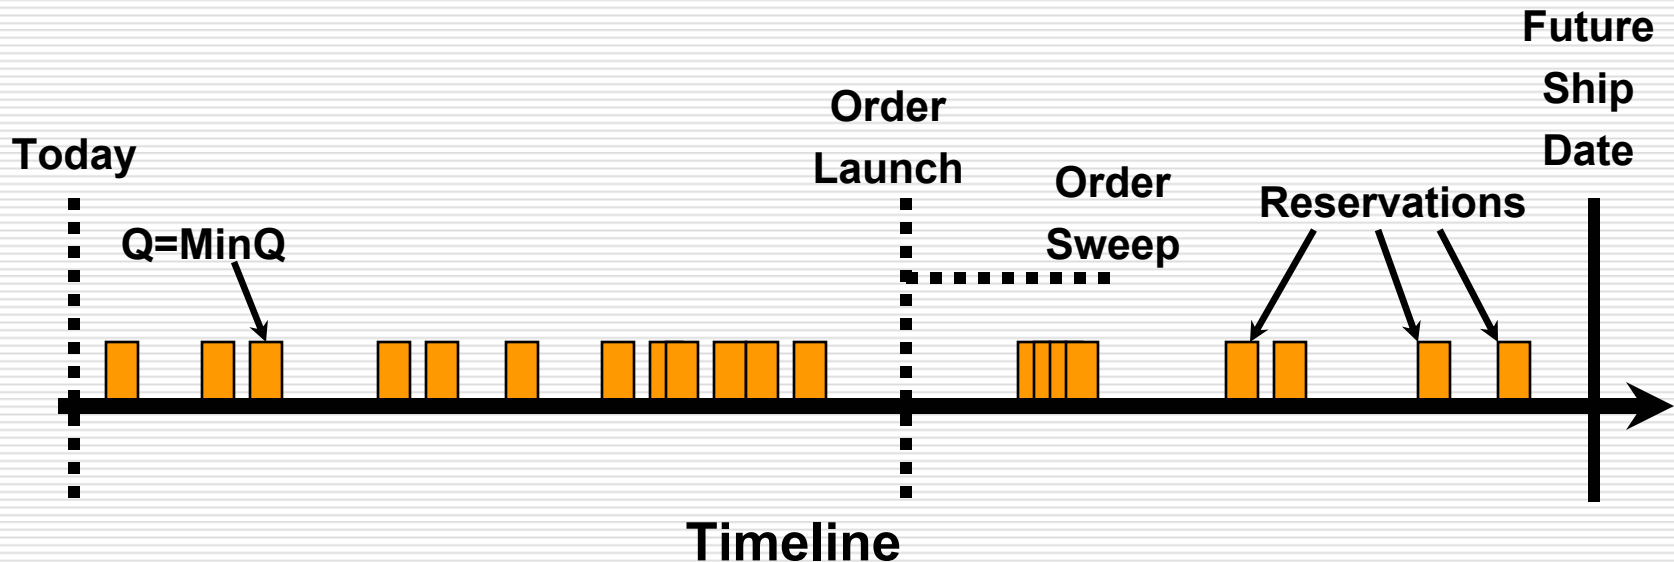 Future
Ship
Date
Order
Launch
Today
Order
Sweep
Reservations
Q=MinQ
Timeline